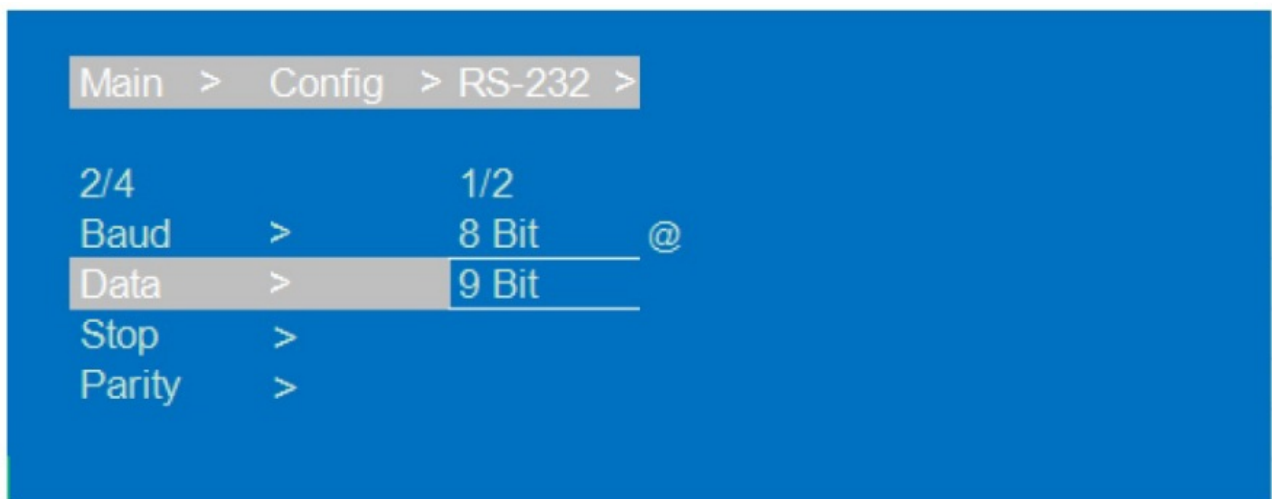 Main > Config > RS-232 >
2/4 1/2
Baud > 8 Bit @
Data > 9 Bit
Stop >
Parity >